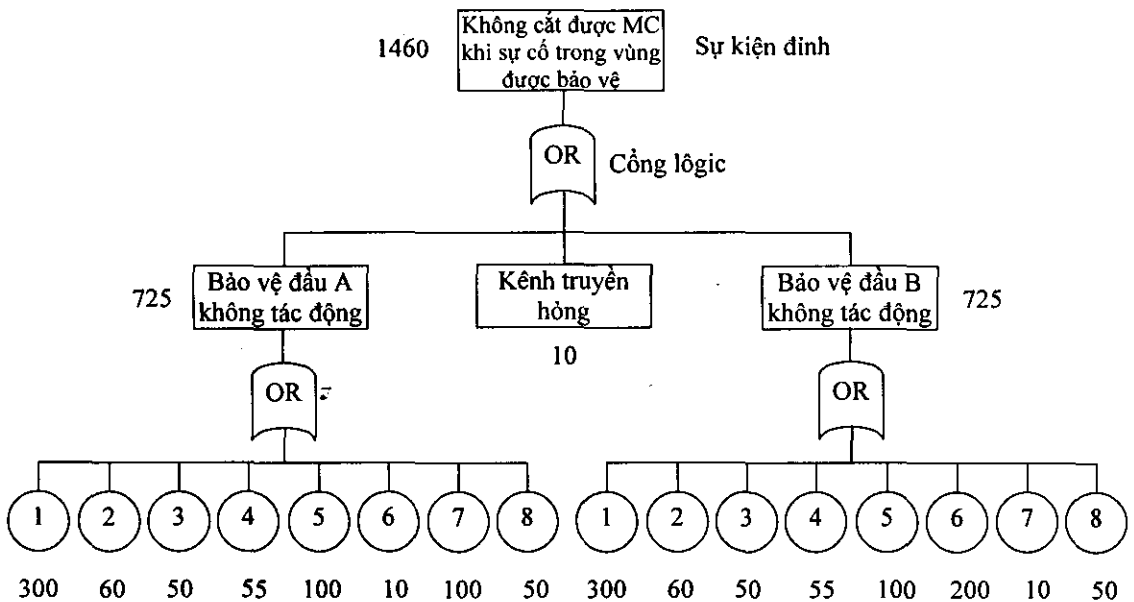 Không cắt được MC
1460 khi sự cố trong vùng Sự kiện đỉnh
được bảo vệ
OR Cổng lôgic
Bảo vệ đầu A Kênh truyền Bảo vệ đầu B
725 không tác động hỏng không tác động 725
10
OR OR
1 2 3 4 5 6 7 8 1 2 3 4 5 6 7 8
300 60 50 55 100 10 100 50 300 60 50 55 100 200 10 50